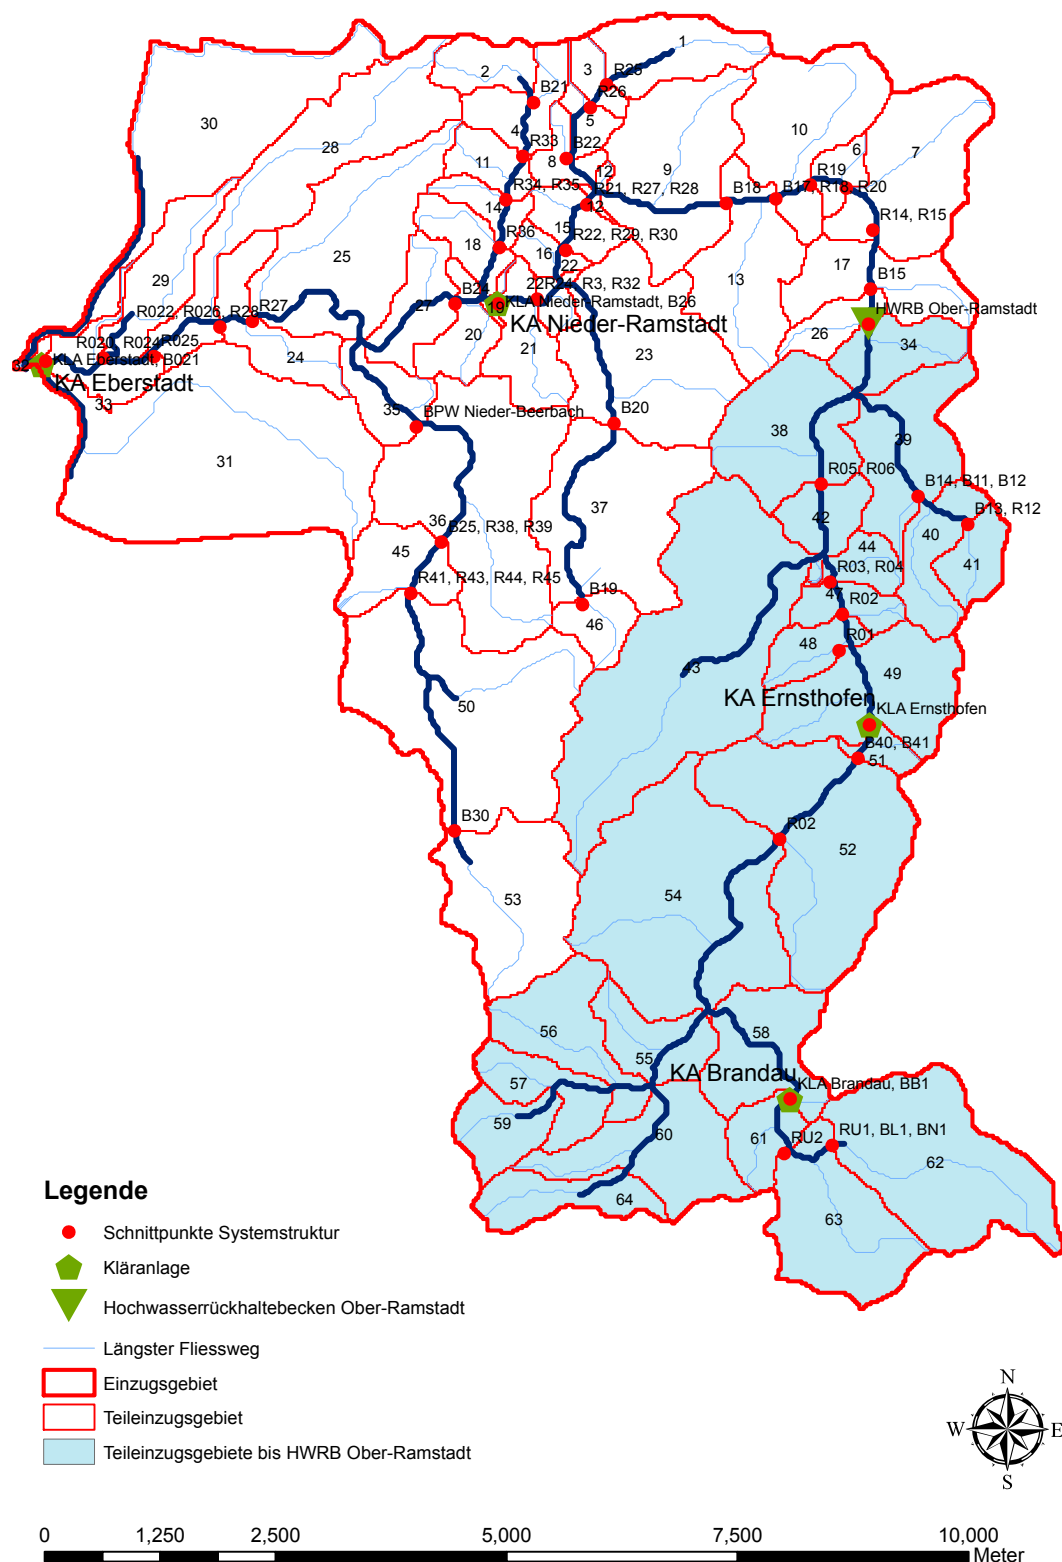 1
2
3
R25
30
B21
R26
5
10
28
4
R33
B22
6
7
11
8
12
9
R19
R34, R35
R21, R27, R28
B18
B17, R18, R20
14
12
R14, R15
15
18
R36
16
R22, R29, R30
25
22
17
13
B15
29
27
B24
19
KLA Nieder-Ramstadt, B26
HWRB Ober-Ramstadt
R022, R026, R28
R27
KA Nieder-Ramstadt
20
21
23
26
34
R020
R024
R025
24
32
KLA Eberstadt, B021
KA Eberstadt
33
35
BPW Nieder-Beerbach
B20
38
39
31
R05, R06
B14, B11, B12
37
B13, R12
36
B25, R38, R39
42
40
44
45
41
R41, R43, R44, R45
R03, R04
B19
47
R02
46
48
R01
43
49
50
KA Ernsthofen
KLA Ernsthofen
B40, B41
51
B30
R02
52
53
54
56
58
55
57
KA Brandau
KLA Brandau, BB1
59
60
61
RU2
RU1, BL1, BN1
62
64
63
Legende
Schnittpunkte Systemstruktur
Kläranlage
Hochwasserrückhaltebecken Ober-Ramstadt
Längster Fliessweg
Einzugsgebiet
Teileinzugsgebiet
Teileinzugsgebiete bis HWRB Ober-Ramstadt
N
W
E
S
0
1,250
2,500
5,000
7,500
10,000
Meter